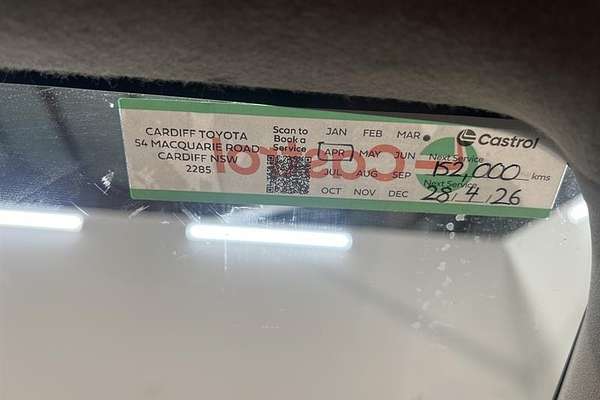 CARDIFF TOYOTA
54 MACQUARIE ROAD
CARDIFF NSW
2285
Scan to
Book a
Service
JAN FEB MAR
APR MAY JUN
JUL AUG SEP
OCT NOV DEC
Castrol
Next Service
152,000 kms
Next Service
28/4/26
Castrol